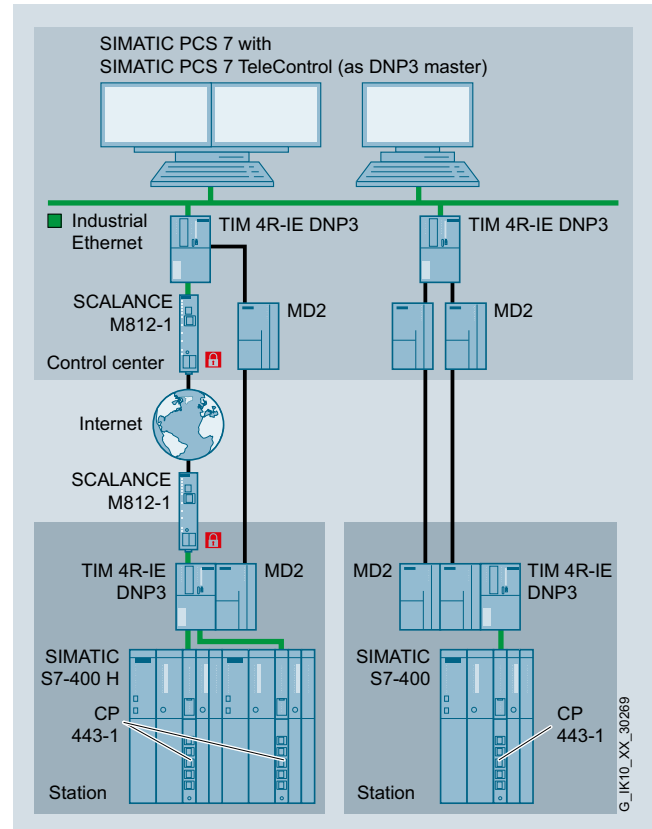 SIMATIC PCS 7 with
SIMATIC PCS 7 TeleControl (as DNP3 master)
Industrial
Ethernet
TIM 4R-IE DNP3
TIM 4R-IE DNP3
SCALANCE
M812-1
MD2
MD2
Control center
Internet
SCALANCE
M812-1
TIM 4R-IE
DNP3
MD2
MD2
TIM 4R-IE
DNP3
SIMATIC
S7-400 H
SIMATIC
S7-400
CP
443-1
CP
443-1
Station
Station
G_IK10_XX_30269